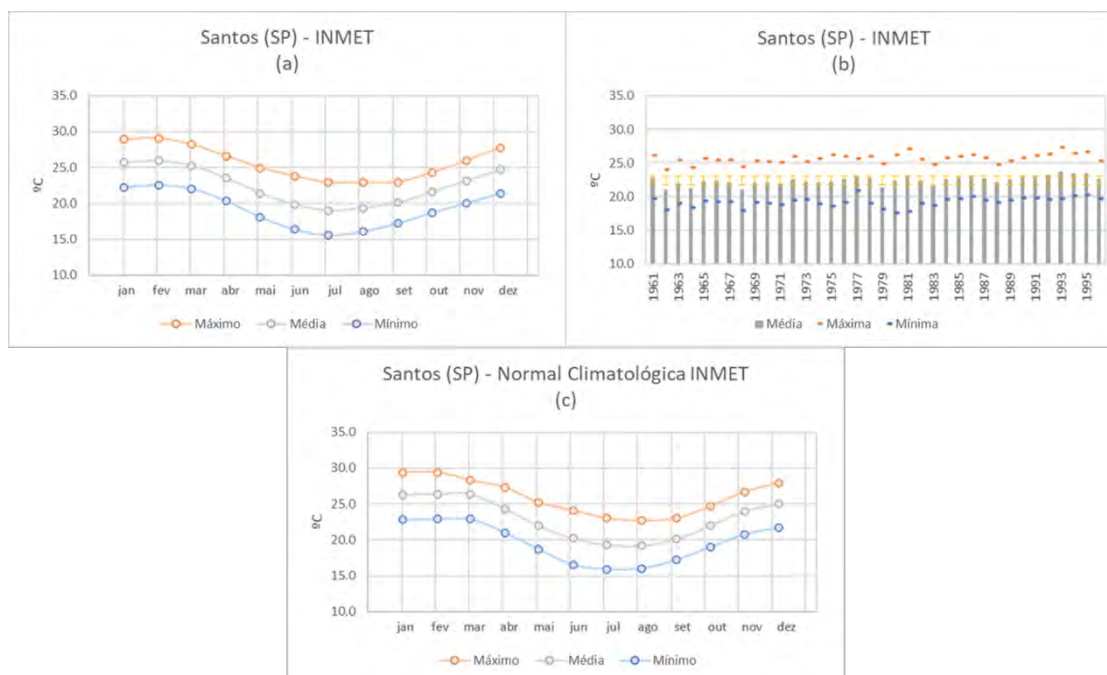 Santos (SP) - INMET
(a)
ºC
35.0
30.0
25.0
20.0
15.0
10.0
jan fev mar abr mai jun jul ago set out nov dez
Máximo Média Mínimo
Santos (SP) - INMET
(b)
ºC
35.0
30.0
25.0
20.0
15.0
10.0
1961 1963 1965 1967 1969 1971 1973 1975 1977 1979 1981 1983 1985 1987 1989 1991 1993 1995
Média Máxima Mínima
Santos (SP) - Normal Climatológica INMET
(c)
ºC
35.0
30.0
25.0
20.0
15.0
10.0
jan fev mar abr mai jun jul ago set out nov dez
Máximo Média Mínimo